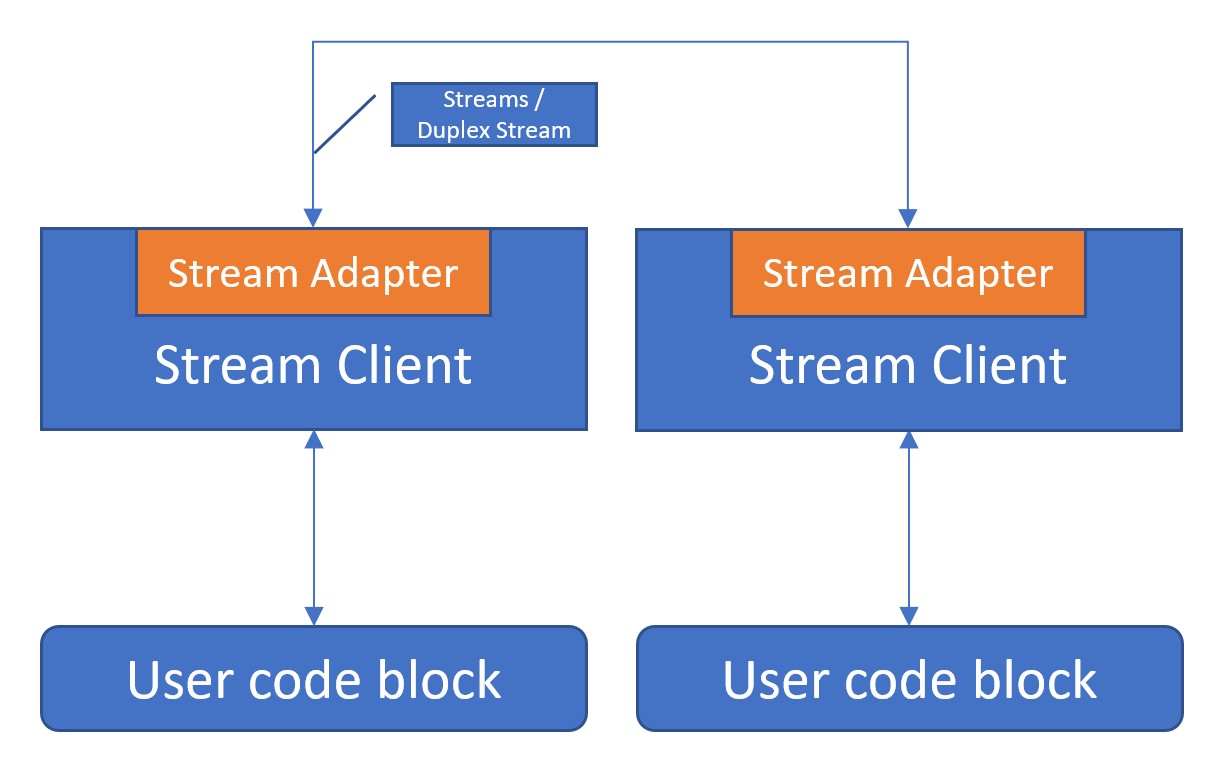 Streams /
Duplex Stream
Stream Adapter
Stream Client
Stream Adapter
Stream Client
User code block
User code block